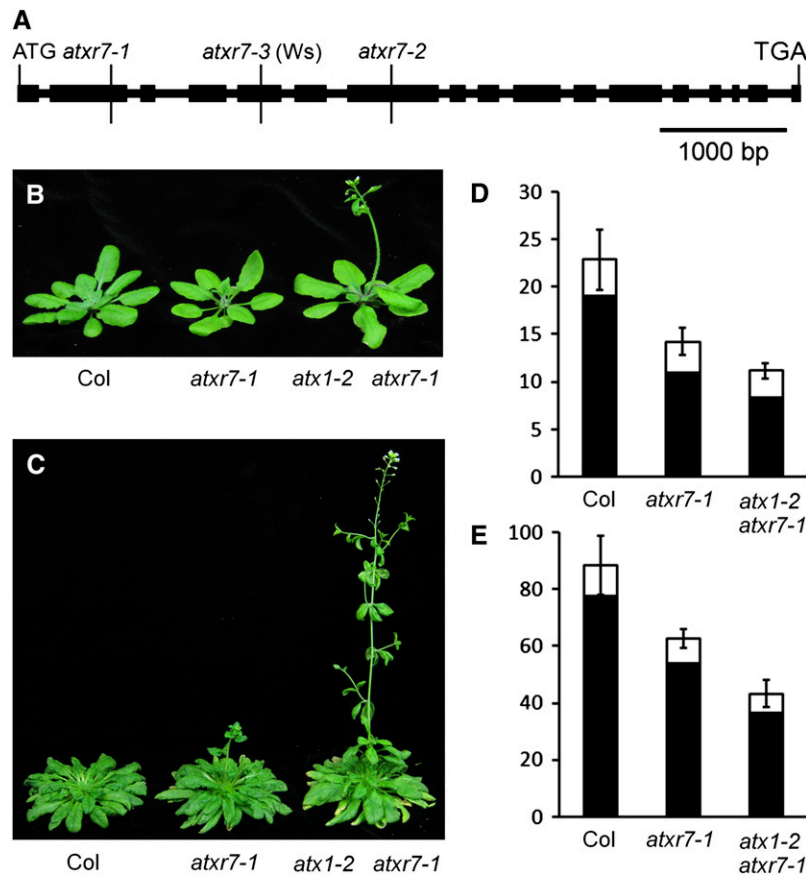 A
ATG atxr7-1 atxr7-3 (Ws) atxr7-2 TGA
1000 bp
B
Col atxr7-1 atx1-2 atxr7-1
C
Col atxr7-1 atx1-2 atxr7-1
D
30
25
20
15
10
5
0
Col atxr7-1 atx1-2
atxr7-1
E
100
80
60
40
20
0
Col atxr7-1 atx1-2
atxr7-1